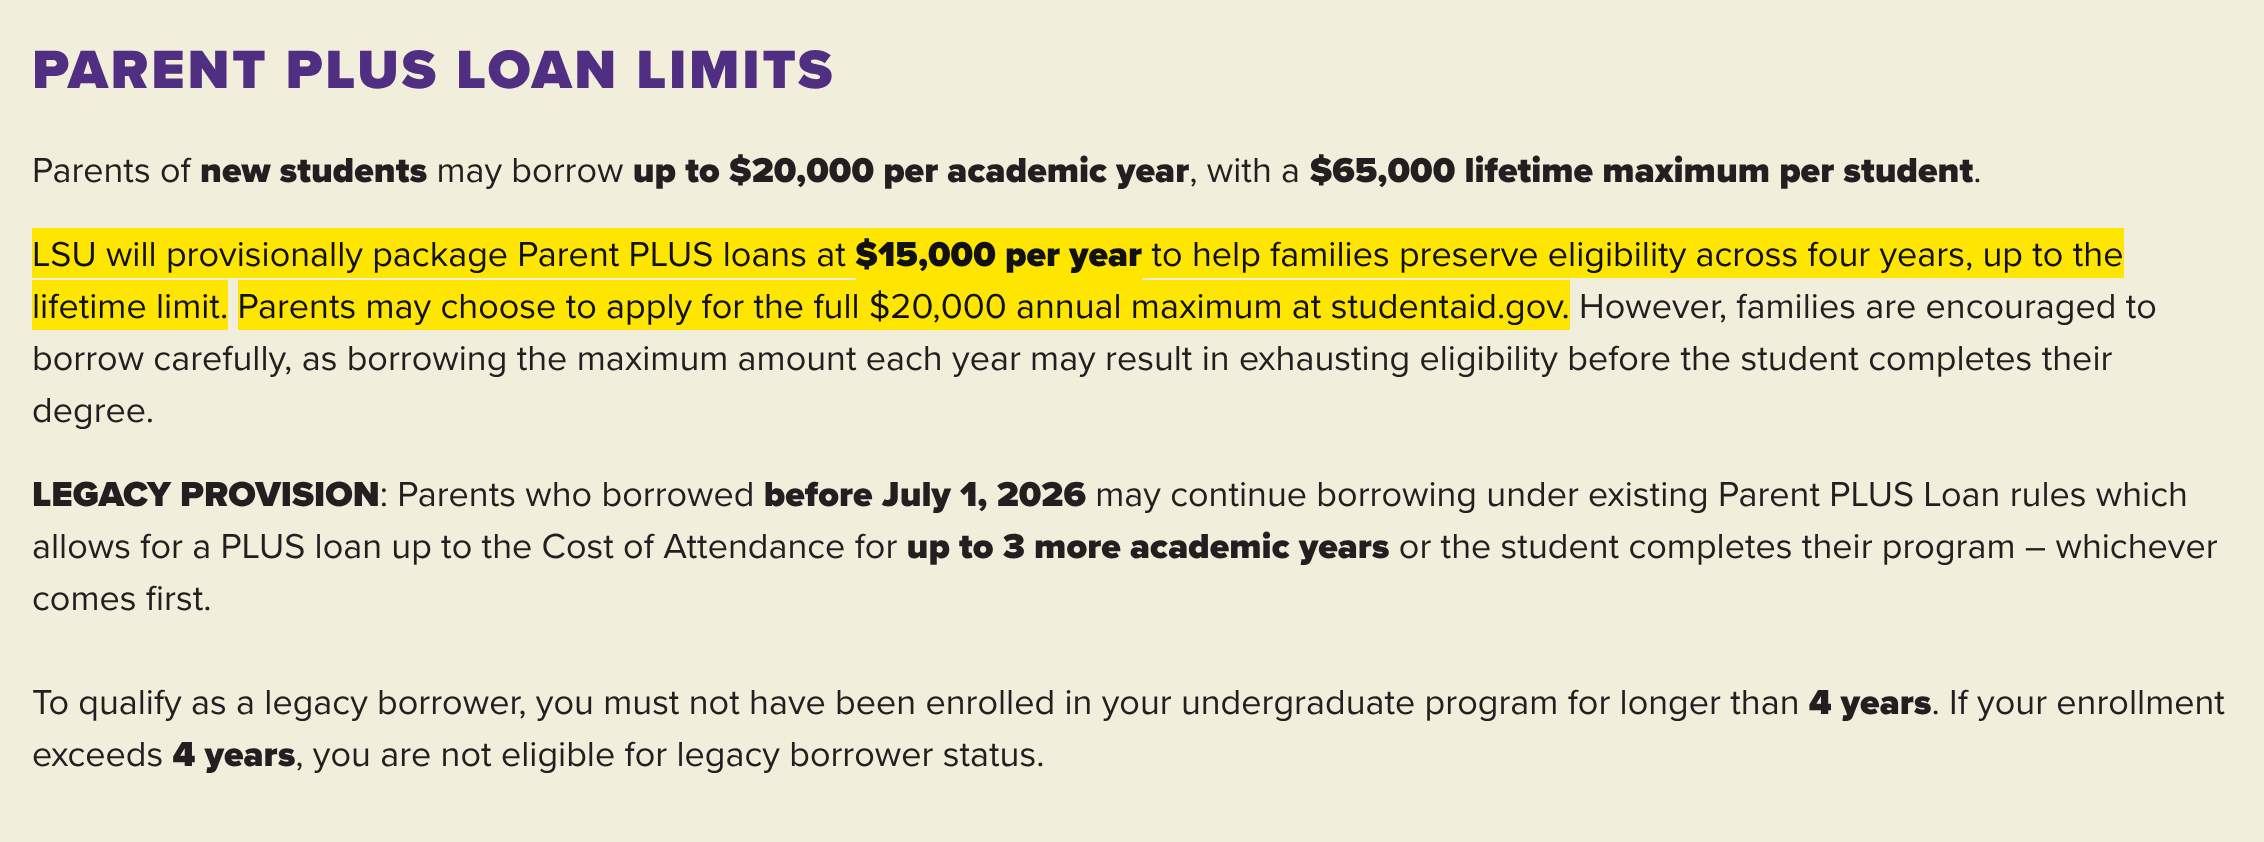 PARENT PLUS LOAN LIMITS
Parents of new students may borrow up to $20,000 per academic year, with a $65,000 lifetime maximum per student.
LSU will provisionally package Parent PLUS loans at $15,000 per year to help families preserve eligibility across four years, up to the
lifetime limit. Parents may choose to apply for the full $20,000 annual maximum at studentaid.gov. However, families are encouraged to
borrow carefully, as borrowing the maximum amount each year may result in exhausting eligibility before the student completes their
degree.
LEGACY PROVISION: Parents who borrowed before July 1, 2026 may continue borrowing under existing Parent PLUS Loan rules which
allows for a PLUS loan up to the Cost of Attendance for up to 3 more academic years or the student completes their program – whichever
comes first.
To qualify as a legacy borrower, you must not have been enrolled in your undergraduate program for longer than 4 years. If your enrollment
exceeds 4 years, you are not eligible for legacy borrower status.